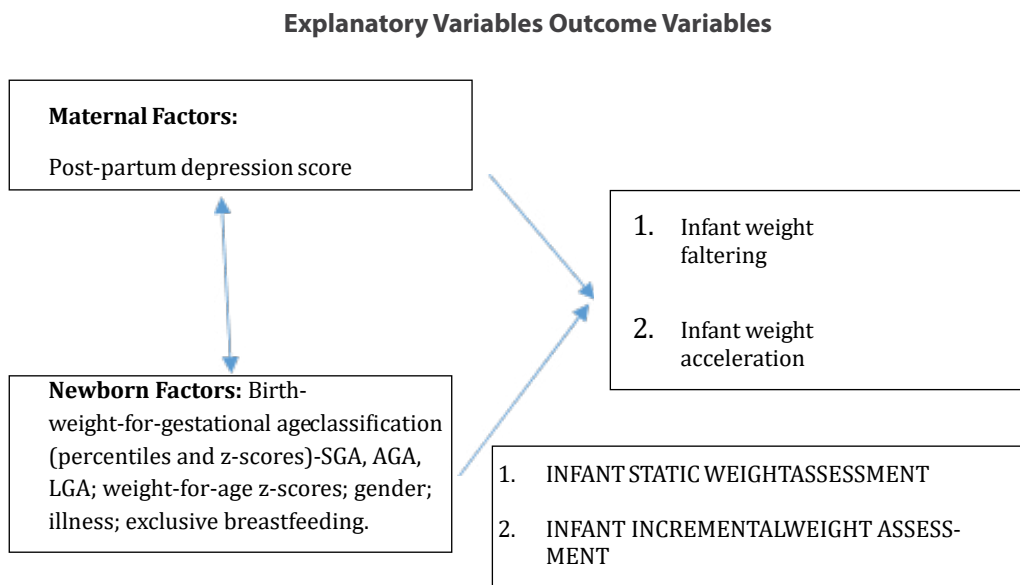 Explanatory Variables Outcome Variables
Maternal Factors:
Post-partum depression score
1. Infant weight
faltering
2. Infant weight
acceleration
Newborn Factors: Birth-
weight-for-gestational ageclassification
(percentiles and z-scores)-SGA, AGA,
LGA; weight-for-age z-scores; gender;
illness; exclusive breastfeeding.
1. INFANT STATIC WEIGHTASSESSMENT
2. INFANT INCREMENTALWEIGHT ASSESS-
MENT